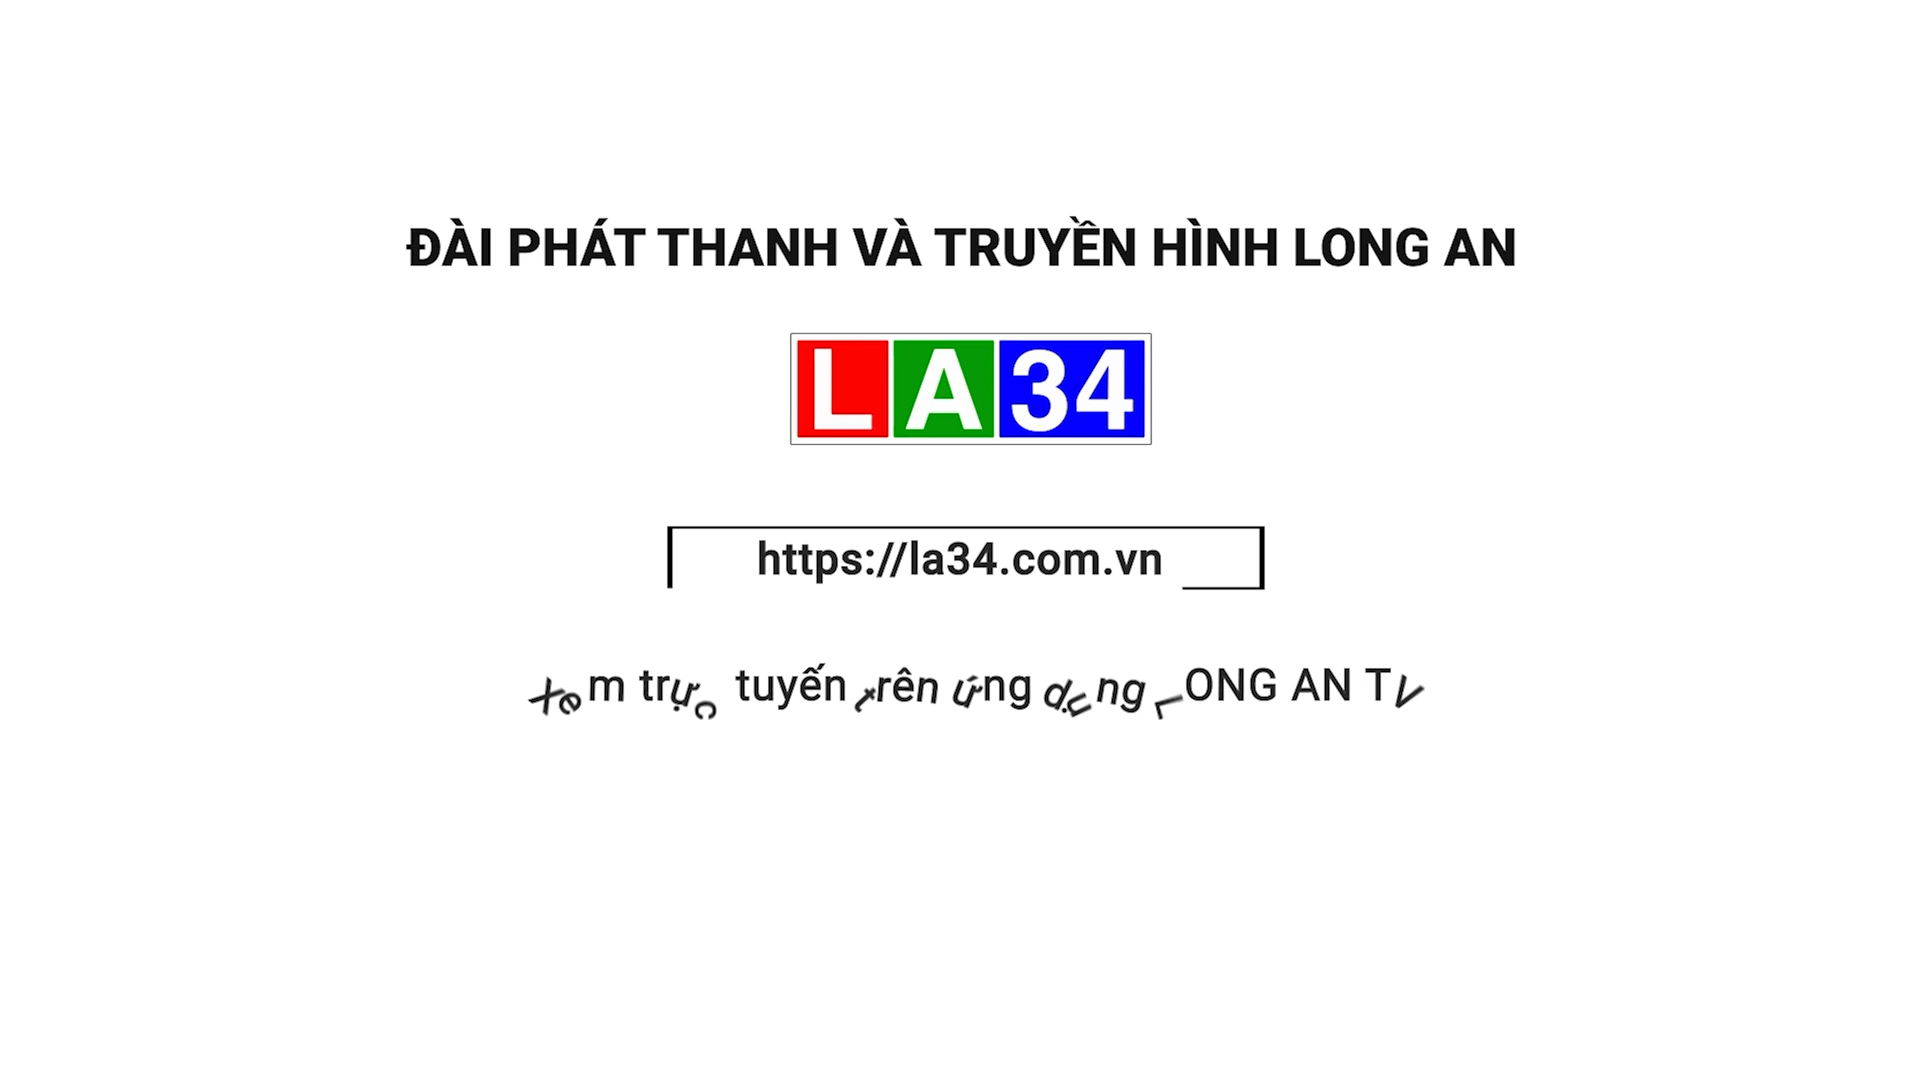 ĐÀI PHÁT THANH VÀ TRUYỀN HÌNH LONG AN
LA34
https://la34.com.vn
Xem trực tuyến trên ứng dụng LONG AN TV